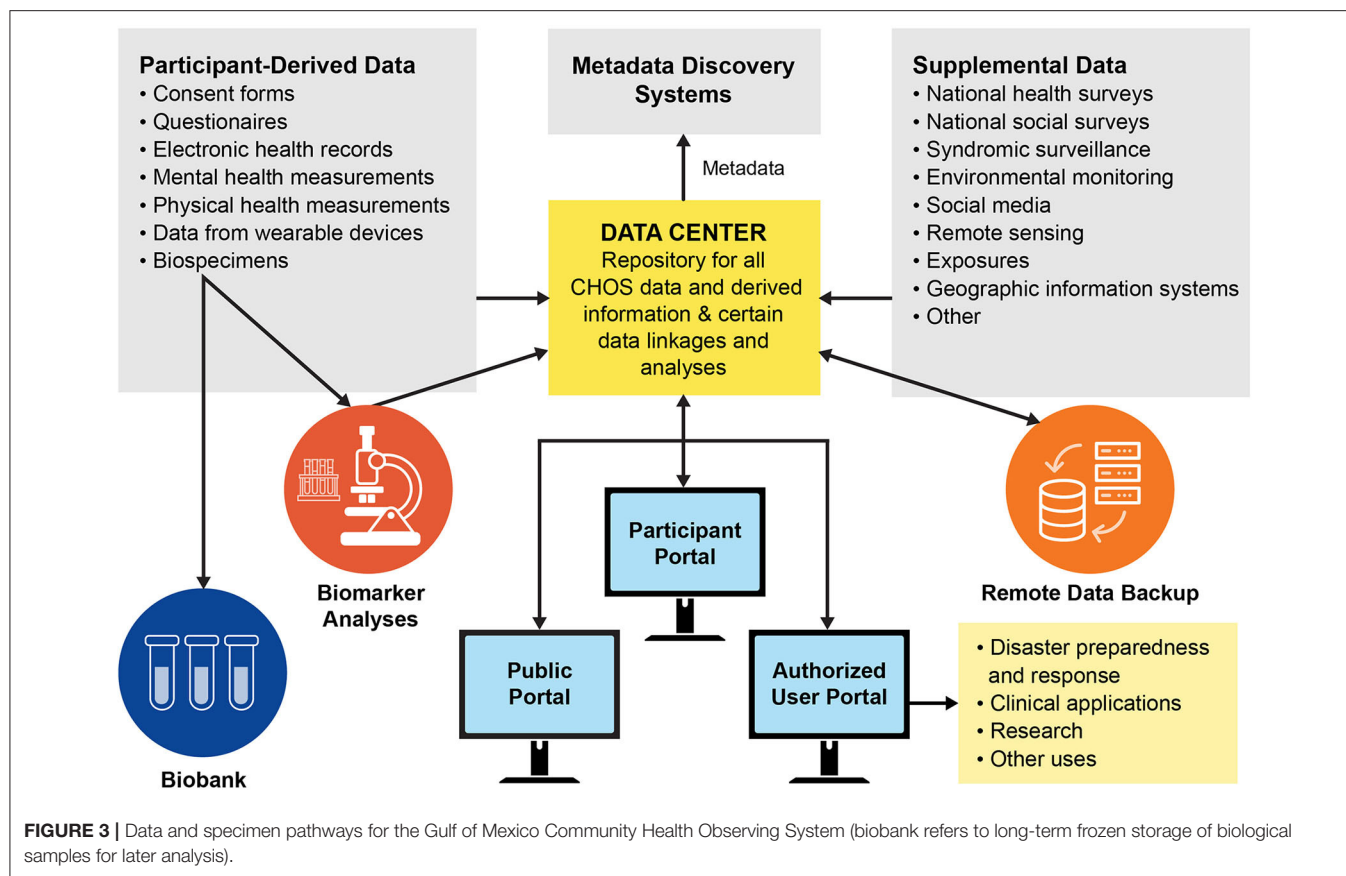 Participant-Derived Data
• Consent forms
• Questionaires
• Electronic health records
• Mental health measurements
• Physical health measurements
• Data from wearable devices
• Biospecimens
Metadata Discovery
Systems
Metadata
Supplemental Data
• National health surveys
• National social surveys
• Syndromic surveillance
• Environmental monitoring
• Social media
• Remote sensing
• Exposures
• Geographic information systems
• Other
DATA CENTER
Repository for all
CHOS data and derived
information & certain
data linkages and
analyses
Biomarker
Analyses
Biobank
Participant
Portal
Public
Portal
Authorized
User Portal
Remote Data Backup
• Disaster preparedness
and response
• Clinical applications
• Research
• Other uses
FIGURE 3 | Data and specimen pathways for the Gulf of Mexico Community Health Observing System (biobank refers to long-term frozen storage of biological
samples for later analysis).